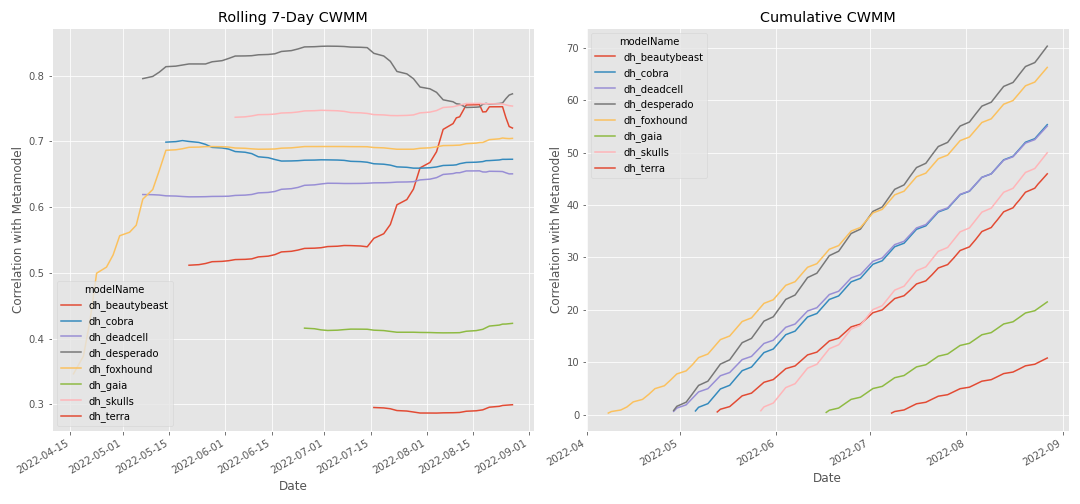 Rolling 7-Day CWMM
Correlation with Metamodel
0.8
0.7
0.6
0.5
0.4
0.3
modelName
dh_beautybeast
dh_cobra
dh_deadcell
dh_desperado
dh_foxhound
dh_gaia
dh_skulls
dh_terra
2022-04-15
2022-05-01
2022-05-15
2022-06-01
2022-06-15
2022-07-01
2022-07-15
2022-08-01
2022-08-15
2022-09-01
Date
Cumulative CWMM
Correlation with Metamodel
70
60
50
40
30
20
10
0
modelName
dh_beautybeast
dh_cobra
dh_deadcell
dh_desperado
dh_foxhound
dh_gaia
dh_skulls
dh_terra
2022-04
2022-05
2022-06
2022-07
2022-08
2022-09
Date